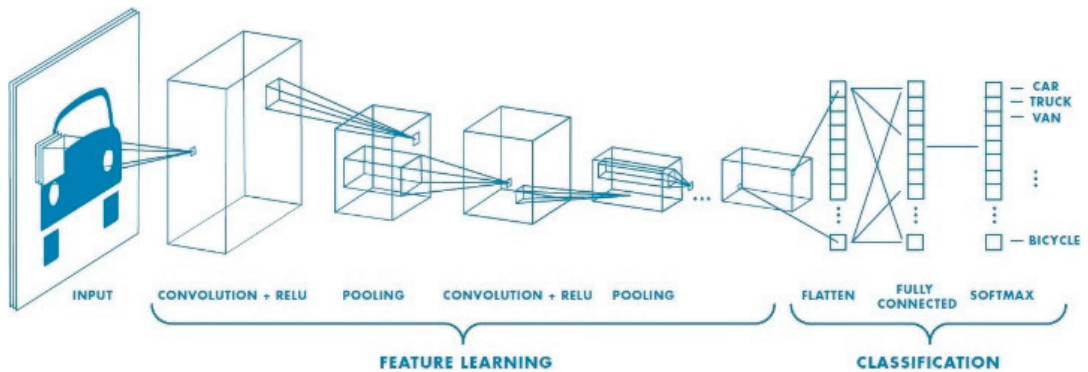 CAR
TRUCK
VAN
BICYCLE
INPUT
CONVOLUTION + RELU
POOLING
CONVOLUTION + RELU
POOLING
FLATTEN
FULLY
CONNECTED
SOFTMAX
FEATURE LEARNING
CLASSIFICATION